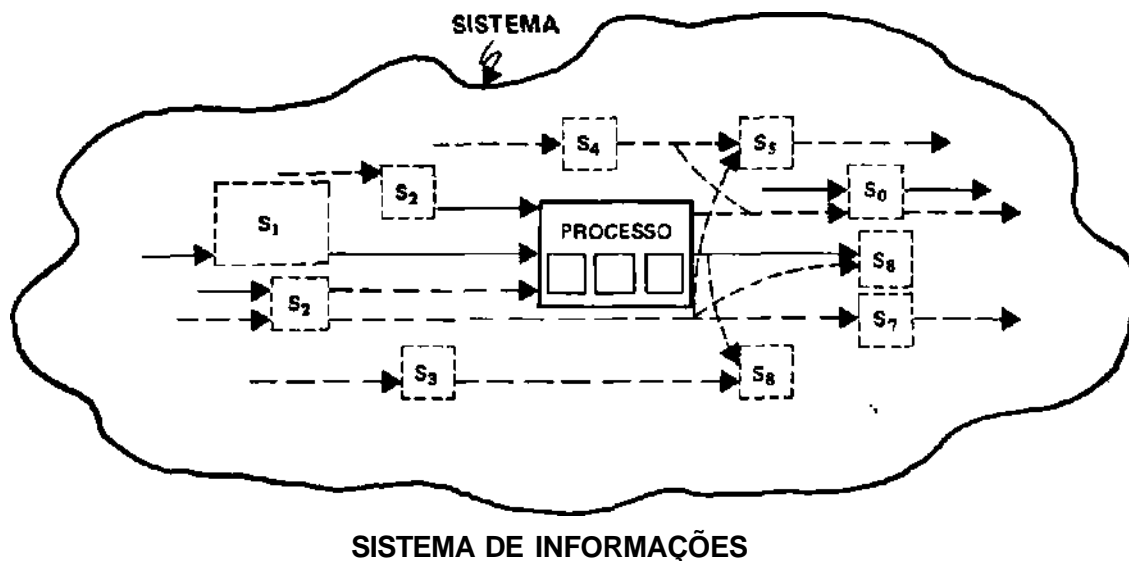 SISTEMA
S4
S5
S2
S0
S1
PROCESSO
S8
S2
S7
S3
S8
SISTEMA DE INFORMAÇÕES